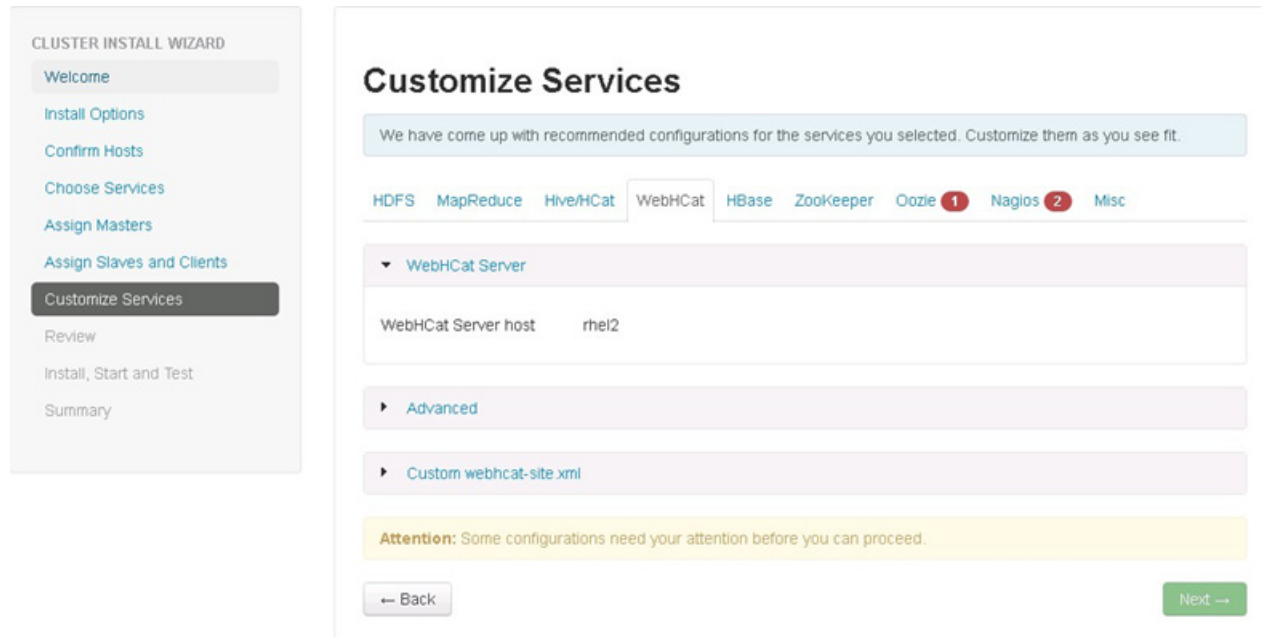 CLUSTER INSTALL WIZARD
Welcome
Install Options
Confirm Hosts
Choose Services
Assign Masters
Assign Slaves and Clients
Customize Services
Review
Install, Start and Test
Summary
Customize Services
We have come up with recommended configurations for the services you selected. Customize them as you see fit.
HDFS MapReduce Hive/HCat WebHCat HBase ZooKeeper Oozie 1 Nagios 2 Misc
WebHCat Server
WebHCat Server host rhel2
Advanced
Custom webhcat-site.xml
Attention: Some configurations need your attention before you can proceed.
← Back Next →